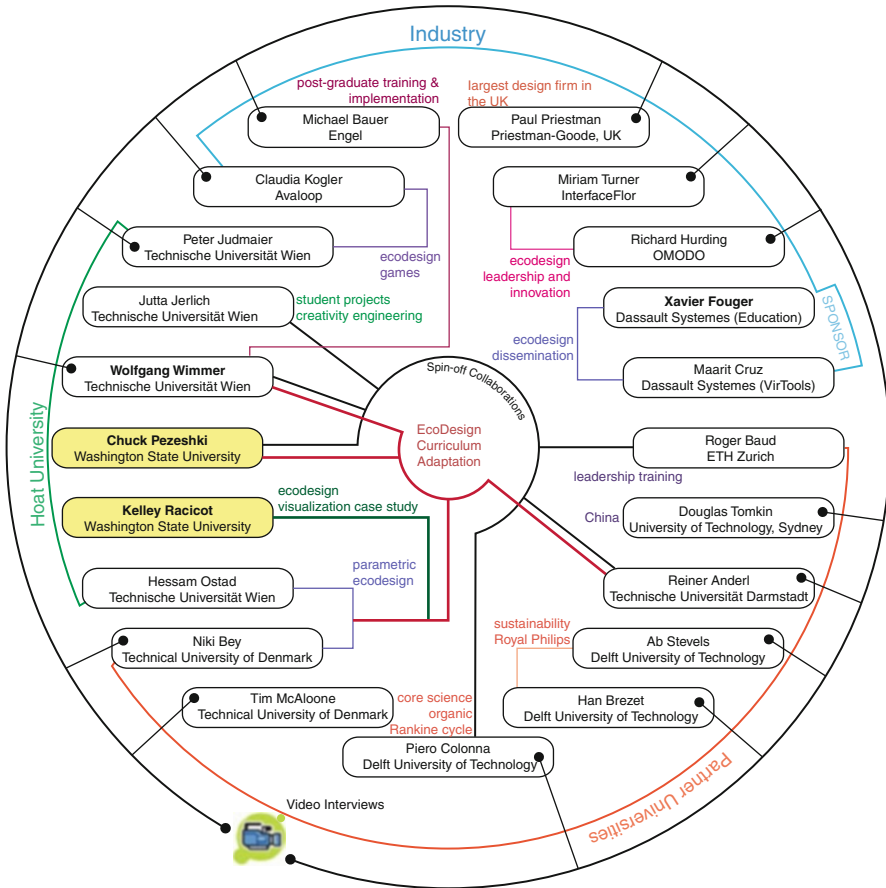 Industry
post-graduate training &
implementation
largest design firm in
the UK
Michael Bauer
Engel
Paul Priestman
Priestman-Goode, UK
Claudia Kogler
Avaloop
Miriam Turner
InterfaceFlor
Peter Judmaier
Technische Universität Wien
ecodesign
games
ecodesign
leadership and
innovation
Richard Hurding
OMODO
Jutta Jerlich
Technische Universität Wien
student projects
creativity engineering
Xavier Fouger
Dassault Systemes (Education)
SPONSOR
ecodesign
dissemination
Maarit Cruz
Dassault Systemes (VirTools)
Wolfgang Wimmer
Technische Universität Wien
Spin-off Collaborations
EcoDesign
Curriculum
Adaptation
Hoat University
Chuck Pezeshki
Washington State University
Roger Baud
ETH Zurich
leadership training
Kelley Racicot
Washington State University
ecodesign
visualization case study
China
Douglas Tomkin
University of Technology, Sydney
Hessam Ostad
Technische Universität Wien
parametric
ecodesign
Reiner Anderl
Technische Universität Darmstadt
Niki Bey
Technical University of Denmark
sustainability
Royal Philips
Ab Stevels
Delft University of Technology
Tim McAloone
Technical University of Denmark
core science
organic
Rankine cycle
Han Brezet
Delft University of Technology
Piero Colonna
Delft University of Technology
Partner Universities
Video Interviews